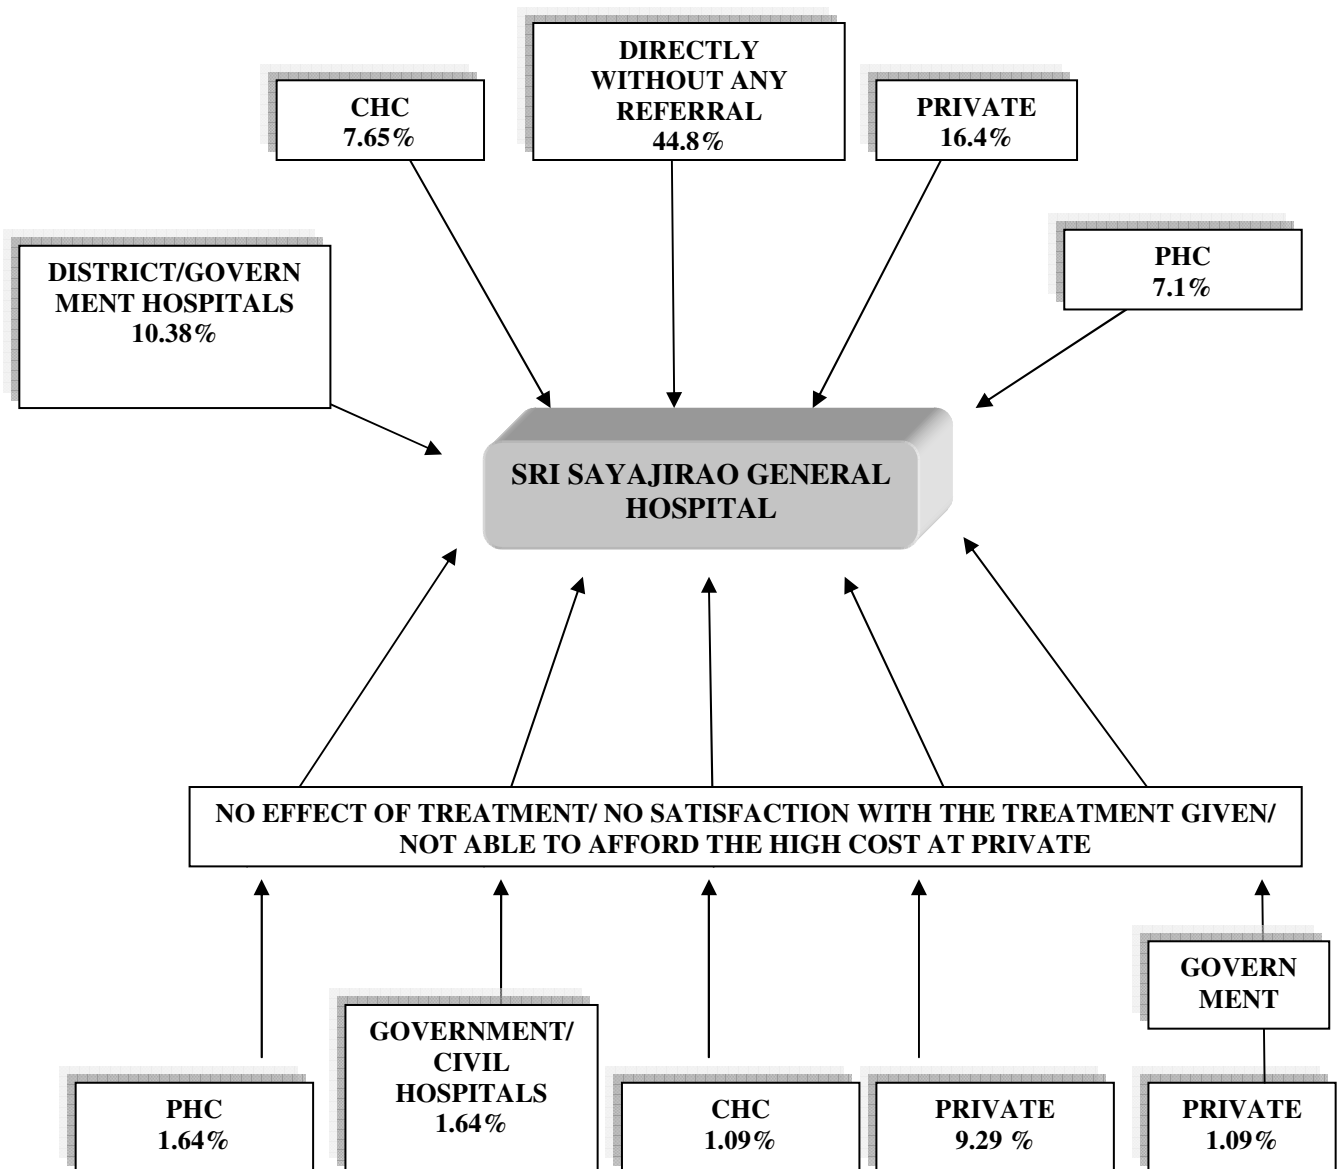 DIRECTLY
WITHOUT ANY
REFERRAL
44.8%
CHC
7.65%
PRIVATE
16.4%
DISTRICT/GOVERN
MENT HOSPITALS
10.38%
PHC
7.1%
SRI SAYAJIRAO GENERAL
HOSPITAL
NO EFFECT OF TREATMENT/ NO SATISFACTION WITH THE TREATMENT GIVEN/
NOT ABLE TO AFFORD THE HIGH COST AT PRIVATE
GOVERN
MENT
GOVERNMENT/
CIVIL
HOSPITALS
1.64%
PHC
1.64%
CHC
1.09%
PRIVATE
9.29 %
PRIVATE
1.09%